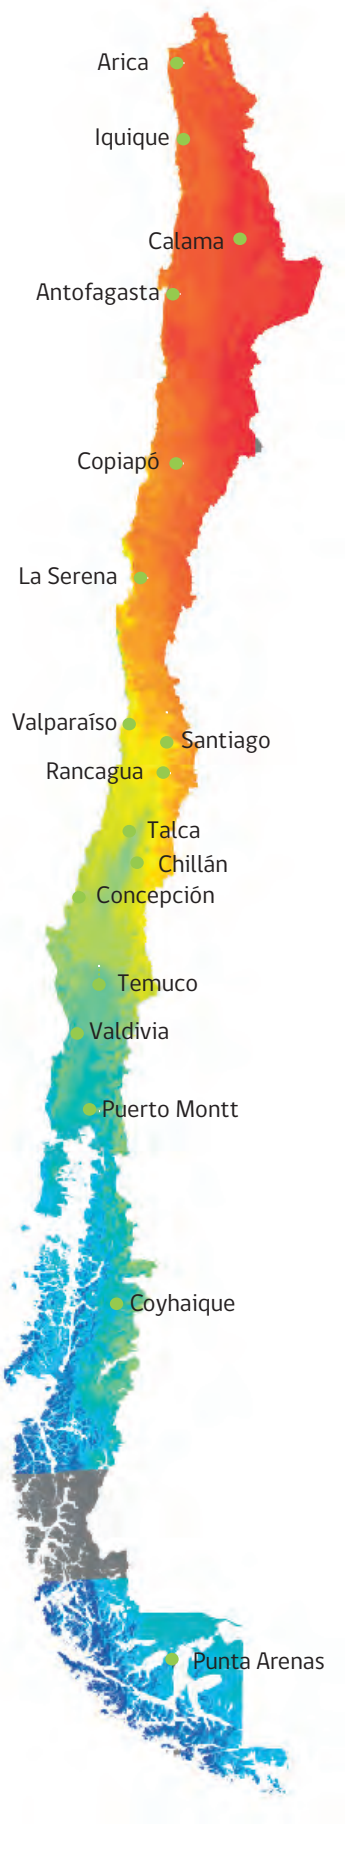 Arica
Iquique
Calama
Antofagasta
Copiapó
La Serena
Valparaíso
Santiago
Rancagua
Talca
Chillán
Concepción
Temuco
Valdivia
Puerto Montt
Coyhaique
Punta Arenas